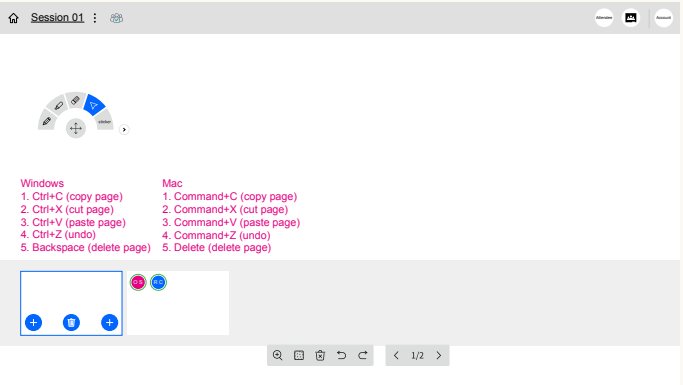 Session 01
Attendee
Account
sticker
Windows
1. Ctrl+C (copy page)
2. Ctrl+X (cut page)
3. Ctrl+V (paste page)
4. Ctrl+Z (undo)
5. Backspace (delete page)
Mac
1. Command+C (copy page)
2. Command+X (cut page)
3. Command+V (paste page)
4. Command+Z (undo)
5. Delete (delete page)
OS
RC
1/2